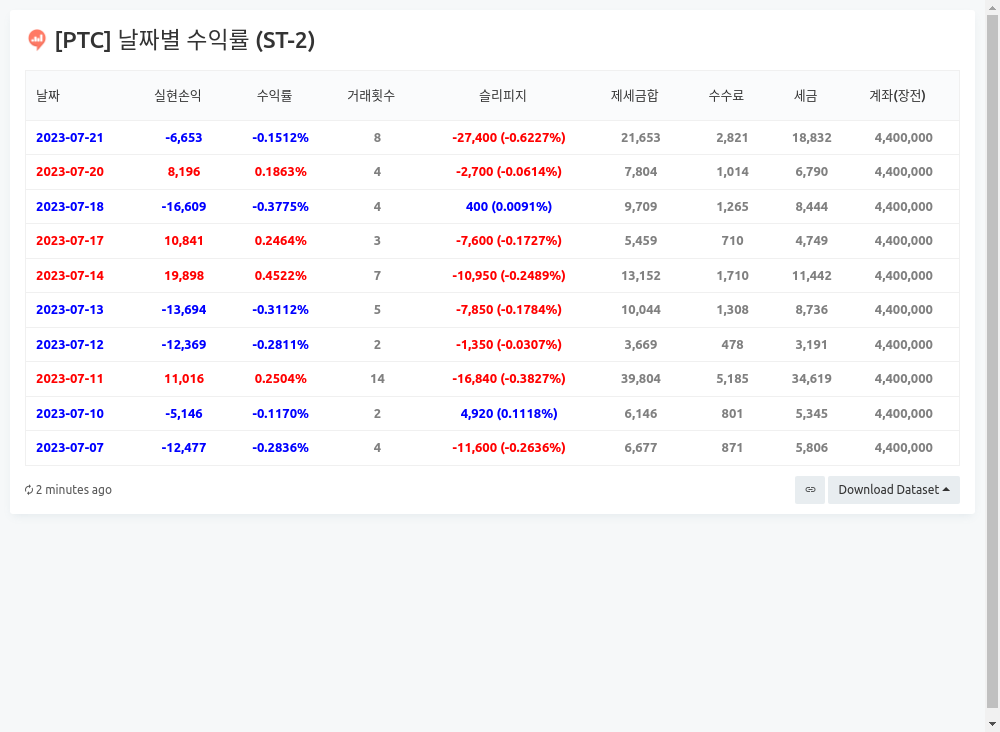 [PTC] 날짜별 수익률 (ST-2)
날짜 실현손익 수익률 거래횟수 슬리피지 제세금합 수수료 세금 계좌(장전)
2023-07-21 -6,653 -0.1512% 8 -27,400 (-0.6227%) 21,653 2,821 18,832 4,400,000
2023-07-20 8,196 0.1863% 4 -2,700 (-0.0614%) 7,804 1,014 6,790 4,400,000
2023-07-18 -16,609 -0.3775% 4 400 (0.0091%) 9,709 1,265 8,444 4,400,000
2023-07-17 10,841 0.2464% 3 -7,600 (-0.1727%) 5,459 710 4,749 4,400,000
2023-07-14 19,898 0.4522% 7 -10,950 (-0.2489%) 13,152 1,710 11,442 4,400,000
2023-07-13 -13,694 -0.3112% 5 -7,850 (-0.1784%) 10,044 1,308 8,736 4,400,000
2023-07-12 -12,369 -0.2811% 2 -1,350 (-0.0307%) 3,669 478 3,191 4,400,000
2023-07-11 11,016 0.2504% 14 -16,840 (-0.3827%) 39,804 5,185 34,619 4,400,000
2023-07-10 -5,146 -0.1170% 2 4,920 (0.1118%) 6,146 801 5,345 4,400,000
2023-07-07 -12,477 -0.2836% 4 -11,600 (-0.2636%) 6,677 871 5,806 4,400,000
2 minutes ago Download Dataset